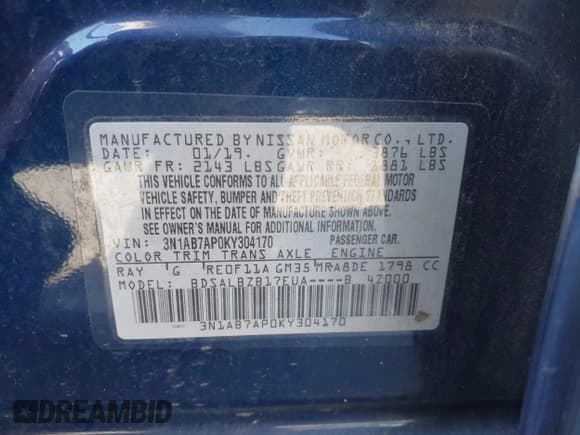 MANUFACTURED BY NISSAN MOTOR CO., LTD.
DATE: 01/19. GVWR: 3876 LBS
GAWR FR: 2143 LBS GAWR RR: 1881 LBS
THIS VEHICLE CONFORMS TO ALL APPLICABLE FEDERAL MOTOR
VEHICLE SAFETY, BUMPER AND THEFT PREVENTION STANDARDS
IN EFFECT ON THE DATE OF MANUFACTURE SHOWN ABOVE.
SEE OWNER'S MANUAL FOR ADDITIONAL INFORMATION.
VIN: 3N1AB7AP0KY304170 PASSENGER CAR.
COLOR TRIM TRANS AXLE ENGINE
RAY G RE0F11A GM35 MRA8DE 1798 CC
MODEL: BDSALBZB17EUA----B 42000
3N1AB7AP0KY304170
DREAMBID